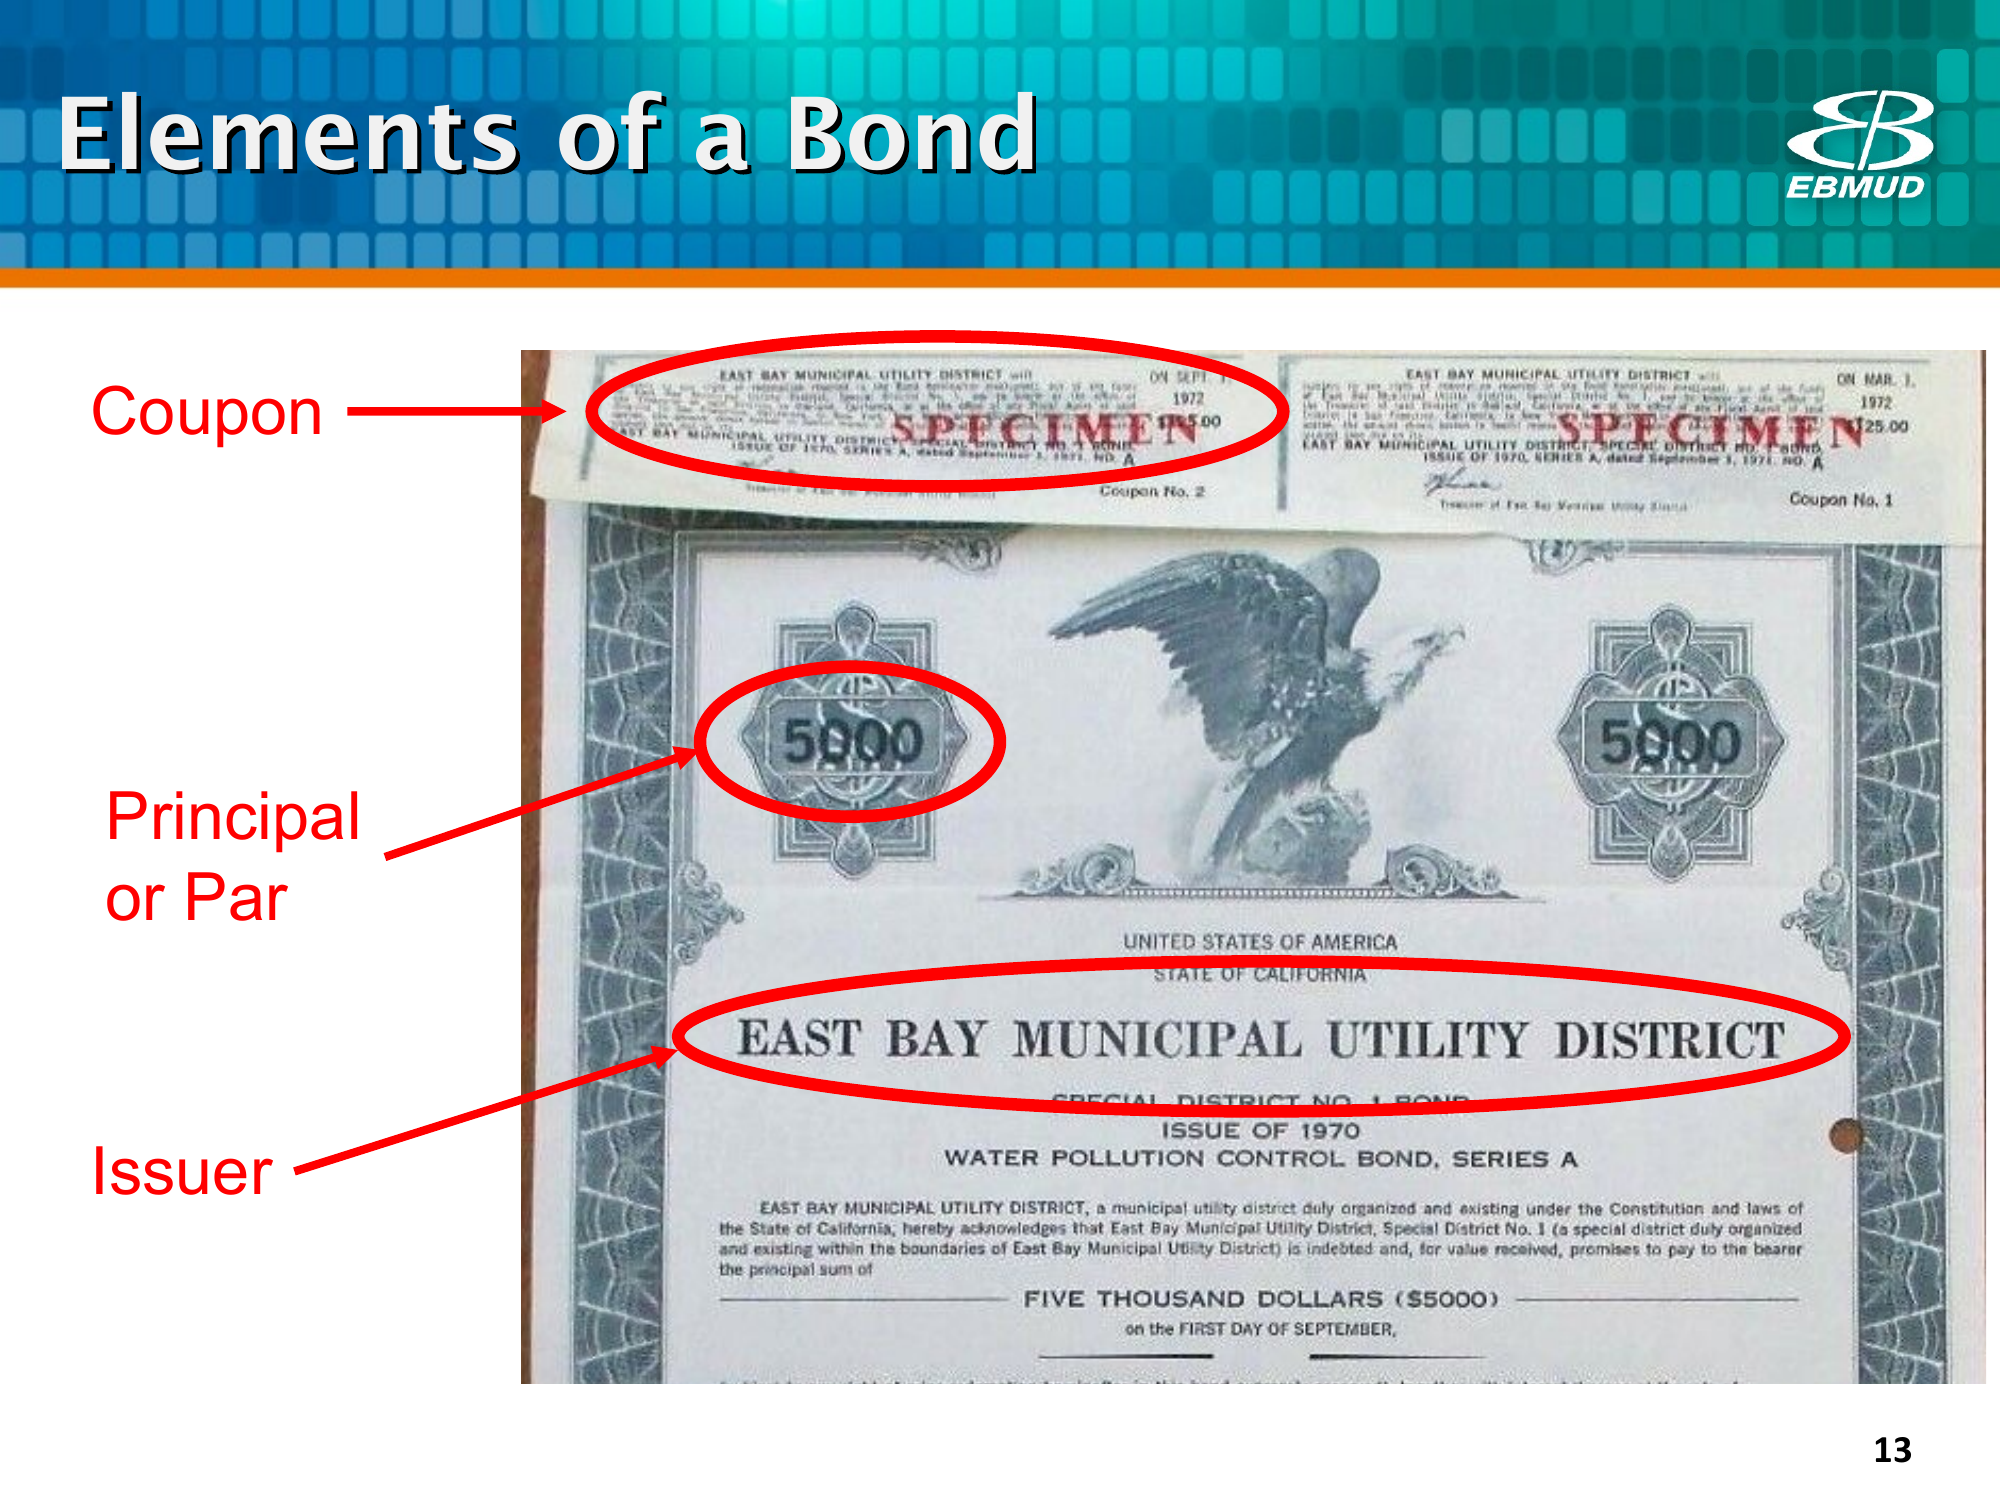 Elements of a Bond
EBMUD
Coupon
EAST BAY MUNICIPAL UTILITY DISTRICT will
ON SEPT. 1,
1972
SPECIMEN
EAST BAY MUNICIPAL UTILITY DISTRICT, SPECIAL DISTRICT NO. 1 BOND,
ISSUE OF 1970, SERIES A, dated September 1, 1971, NO. A
Coupon No. 2
EAST BAY MUNICIPAL UTILITY DISTRICT will
ON MAR. 1,
1972
SPECIMEN
$125.00
EAST BAY MUNICIPAL UTILITY DISTRICT, SPECIAL DISTRICT NO. 1 BOND,
ISSUE OF 1970, SERIES A, dated September 1, 1971, NO. A
Treasurer of East Bay Municipal Utility District
Coupon No. 1
Principal
or Par
5000
5000
UNITED STATES OF AMERICA
STATE OF CALIFORNIA
EAST BAY MUNICIPAL UTILITY DISTRICT
SPECIAL DISTRICT NO. 1 BOND
ISSUE OF 1970
WATER POLLUTION CONTROL BOND, SERIES A
Issuer
EAST BAY MUNICIPAL UTILITY DISTRICT, a municipal utility district duly organized and existing under the Constitution and laws of
the State of California, hereby acknowledges that East Bay Municipal Utility District, Special District No. 1 (a special district duly organized
and existing within the boundaries of East Bay Municipal Utility District) is indebted and, for value received, promises to pay to the bearer
the principal sum of
FIVE THOUSAND DOLLARS ($5000)
on the FIRST DAY OF SEPTEMBER,
13